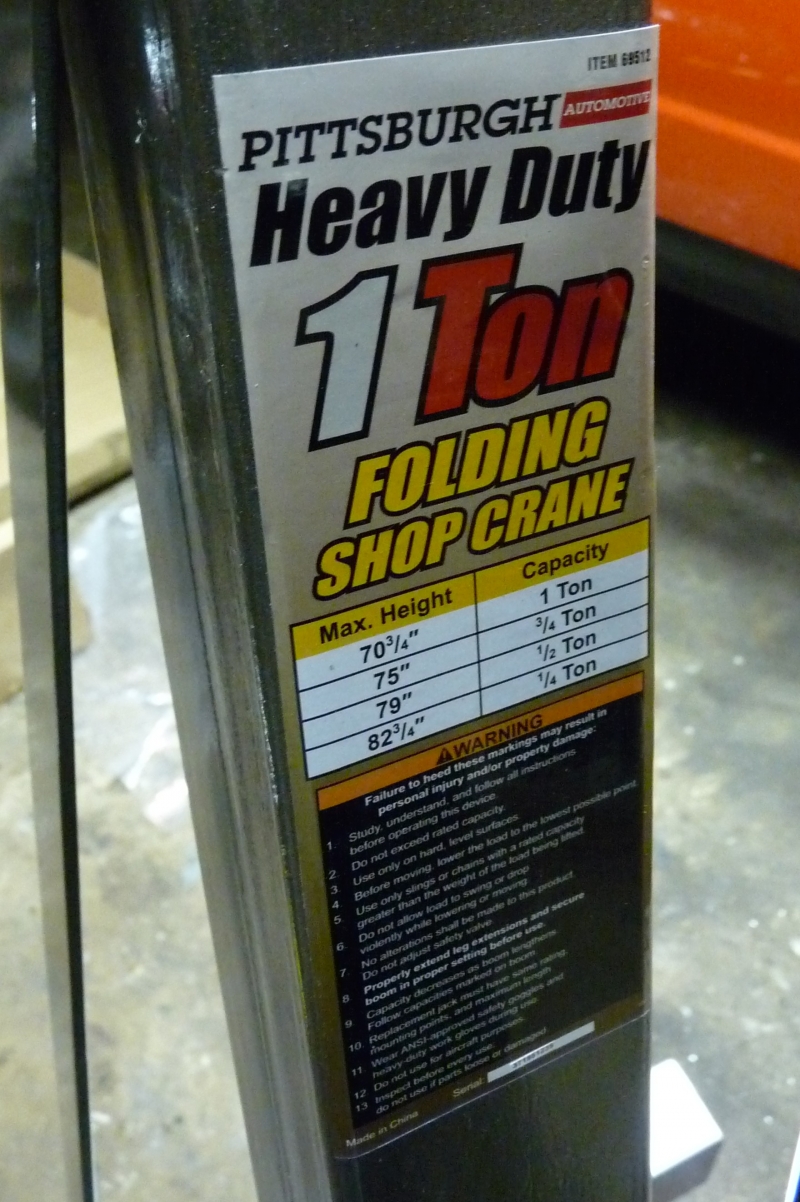 ITEM 69512
PITTSBURGH AUTOMOTIVE
Heavy Duty
1 Ton
FOLDING
SHOP CRANE
Max. Height Capacity
70 3/4" 1 Ton
75" 3/4 Ton
79" 1/2 Ton
82 3/4" 1/4 Ton
⚠WARNING
Failure to heed these markings may result in
personal injury and/or property damage:
1. Study, understand, and follow all instructions
before operating this device.
2. Do not exceed rated capacity.
3. Use only on hard, level surfaces.
4. Before moving, lower the load to the lowest possible point.
5. Use only slings or chains with a rated capacity
greater than the weight of the load being lifted.
6. Do not allow load to swing or drop
violently while lowering or moving.
7. No alterations shall be made to this product.
Do not adjust safety valve.
8. Properly extend leg extensions and secure
boom in proper setting before use.
9. Capacity decreases as boom lengthens.
Follow capacities marked on boom.
10. Replacement jack must have same rating,
mounting points, and maximum length.
11. Wear ANSI-approved safety goggles and
heavy-duty work gloves during use.
12. Do not use for aircraft purposes.
13. Inspect before every use;
do not use if parts loose or damaged.
Made in China Serial: